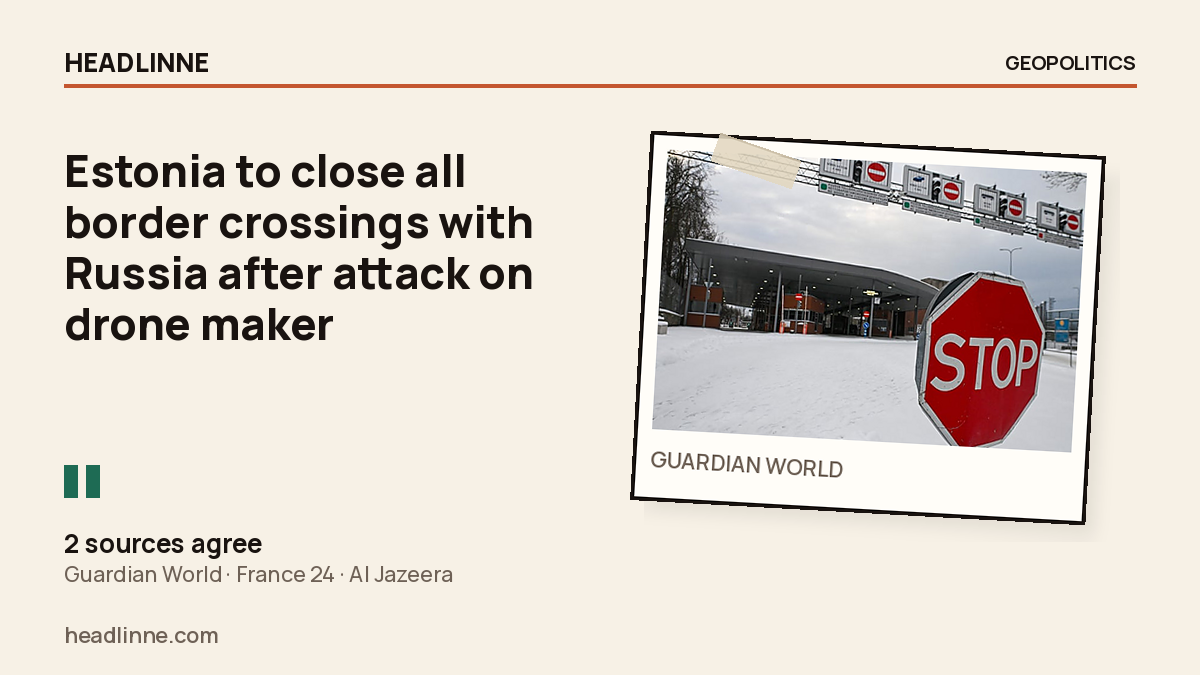 HEADLINNE
GEOPOLITICS
Estonia to close all
border crossings with
Russia after attack on
drone maker
STOP
GUARDIAN WORLD
2 sources agree
Guardian World · France 24 · Al Jazeera
headlinne.com